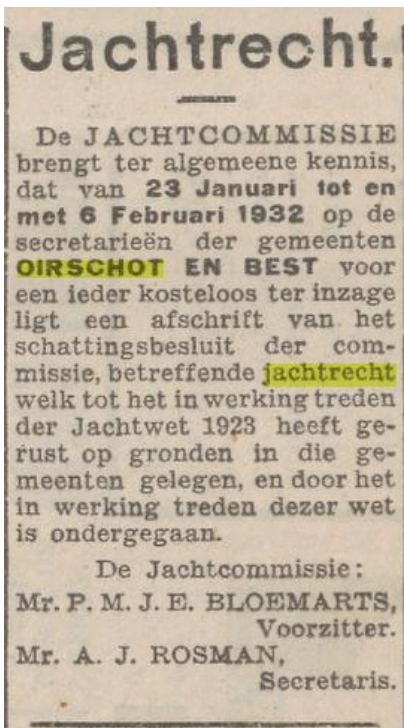 Jachtrecht.
De JACHTCOMMISSIE
brengt ter algemeene kennis,
dat van 23 Januari tot en
met 6 Februari 1932 op de
secretarieën der gemeenten
OIRSCHOT EN BEST voor
een ieder kosteloos ter inzage
ligt een afschrift van het
schattingsbesluit der com-
missie, betreffende jachtrecht
welk tot het in werking treden
der Jachtwet 1923 heeft ge-
rust op gronden in die ge-
meenten gelegen, en door het
in werking treden dezer wet
is ondergegaan.
De Jachtcommissie:
Mr. P. M. J. E. BLOEMARTS,
Voorzitter.
Mr. A. J. ROSMAN,
Secretaris.